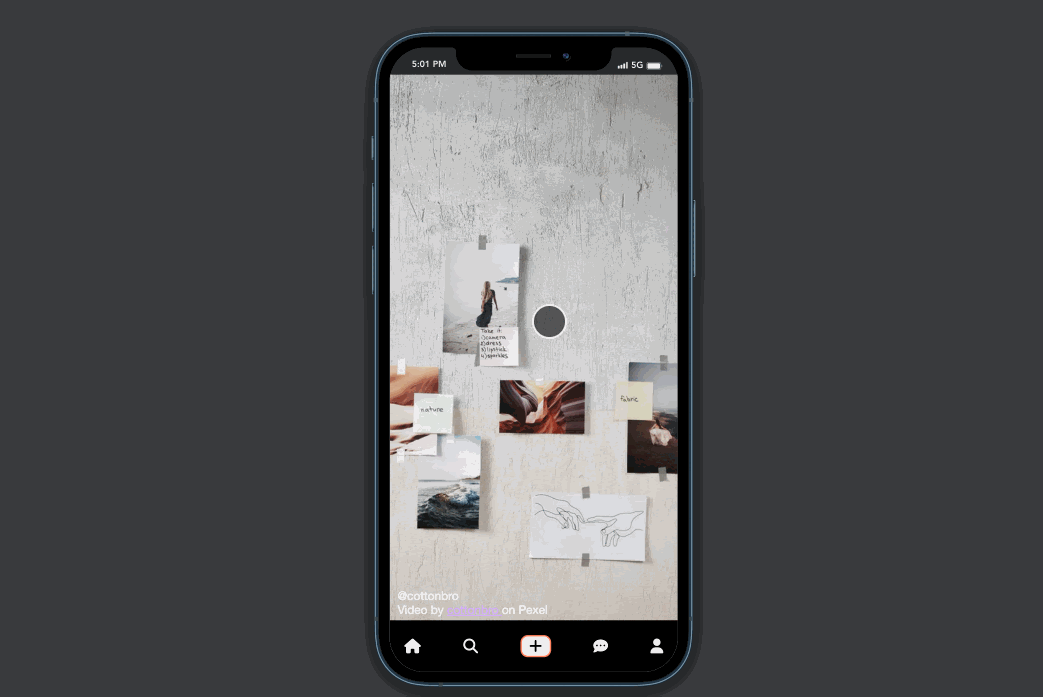 5:01 PM
5G
Take it:
1)camera
2)dress
3)lipstick
4)sparkles
nature
fabric
@cottonbro
Video by cottonbro on Pexel